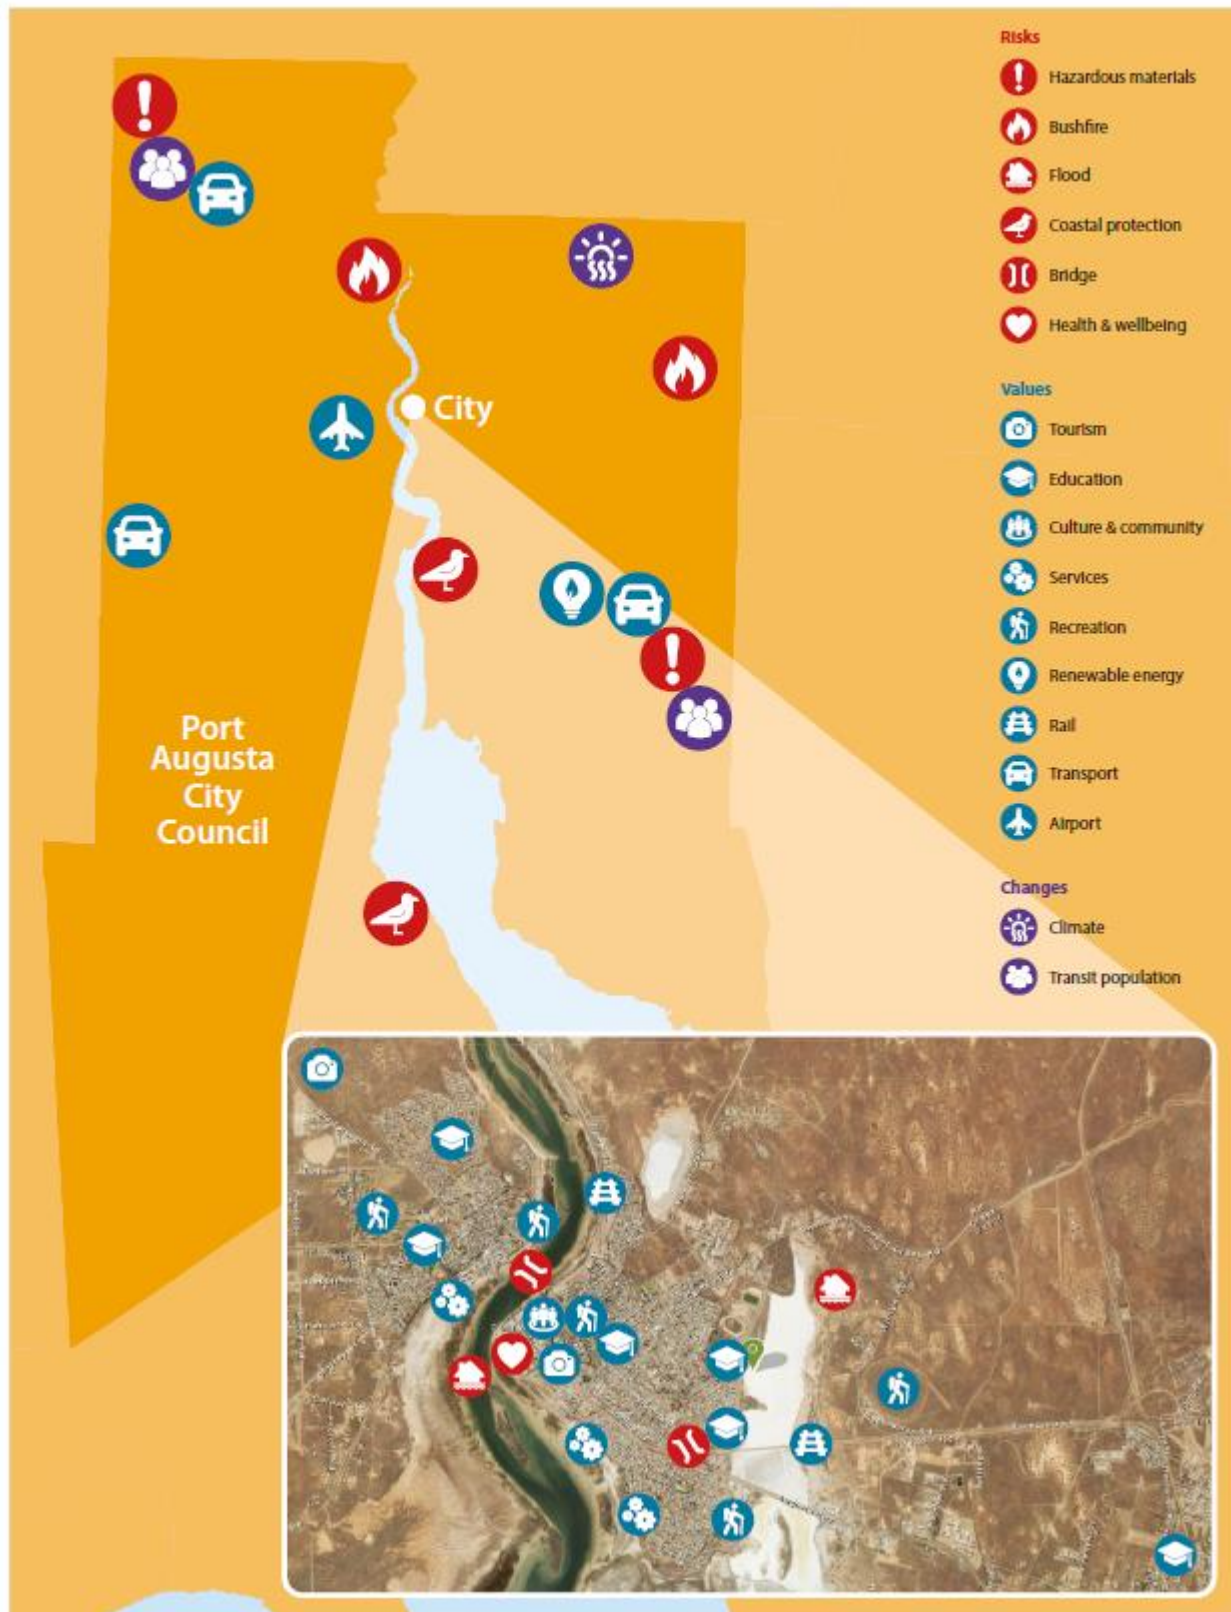 Risks
Hazardous materials
Bushfire
Flood
Coastal protection
Bridge
Health & wellbeing
Values
Tourism
Education
Culture & community
Services
Recreation
Renewable energy
Rail
Transport
Airport
Changes
Climate
Transit population
City
Port
Augusta
City
Council